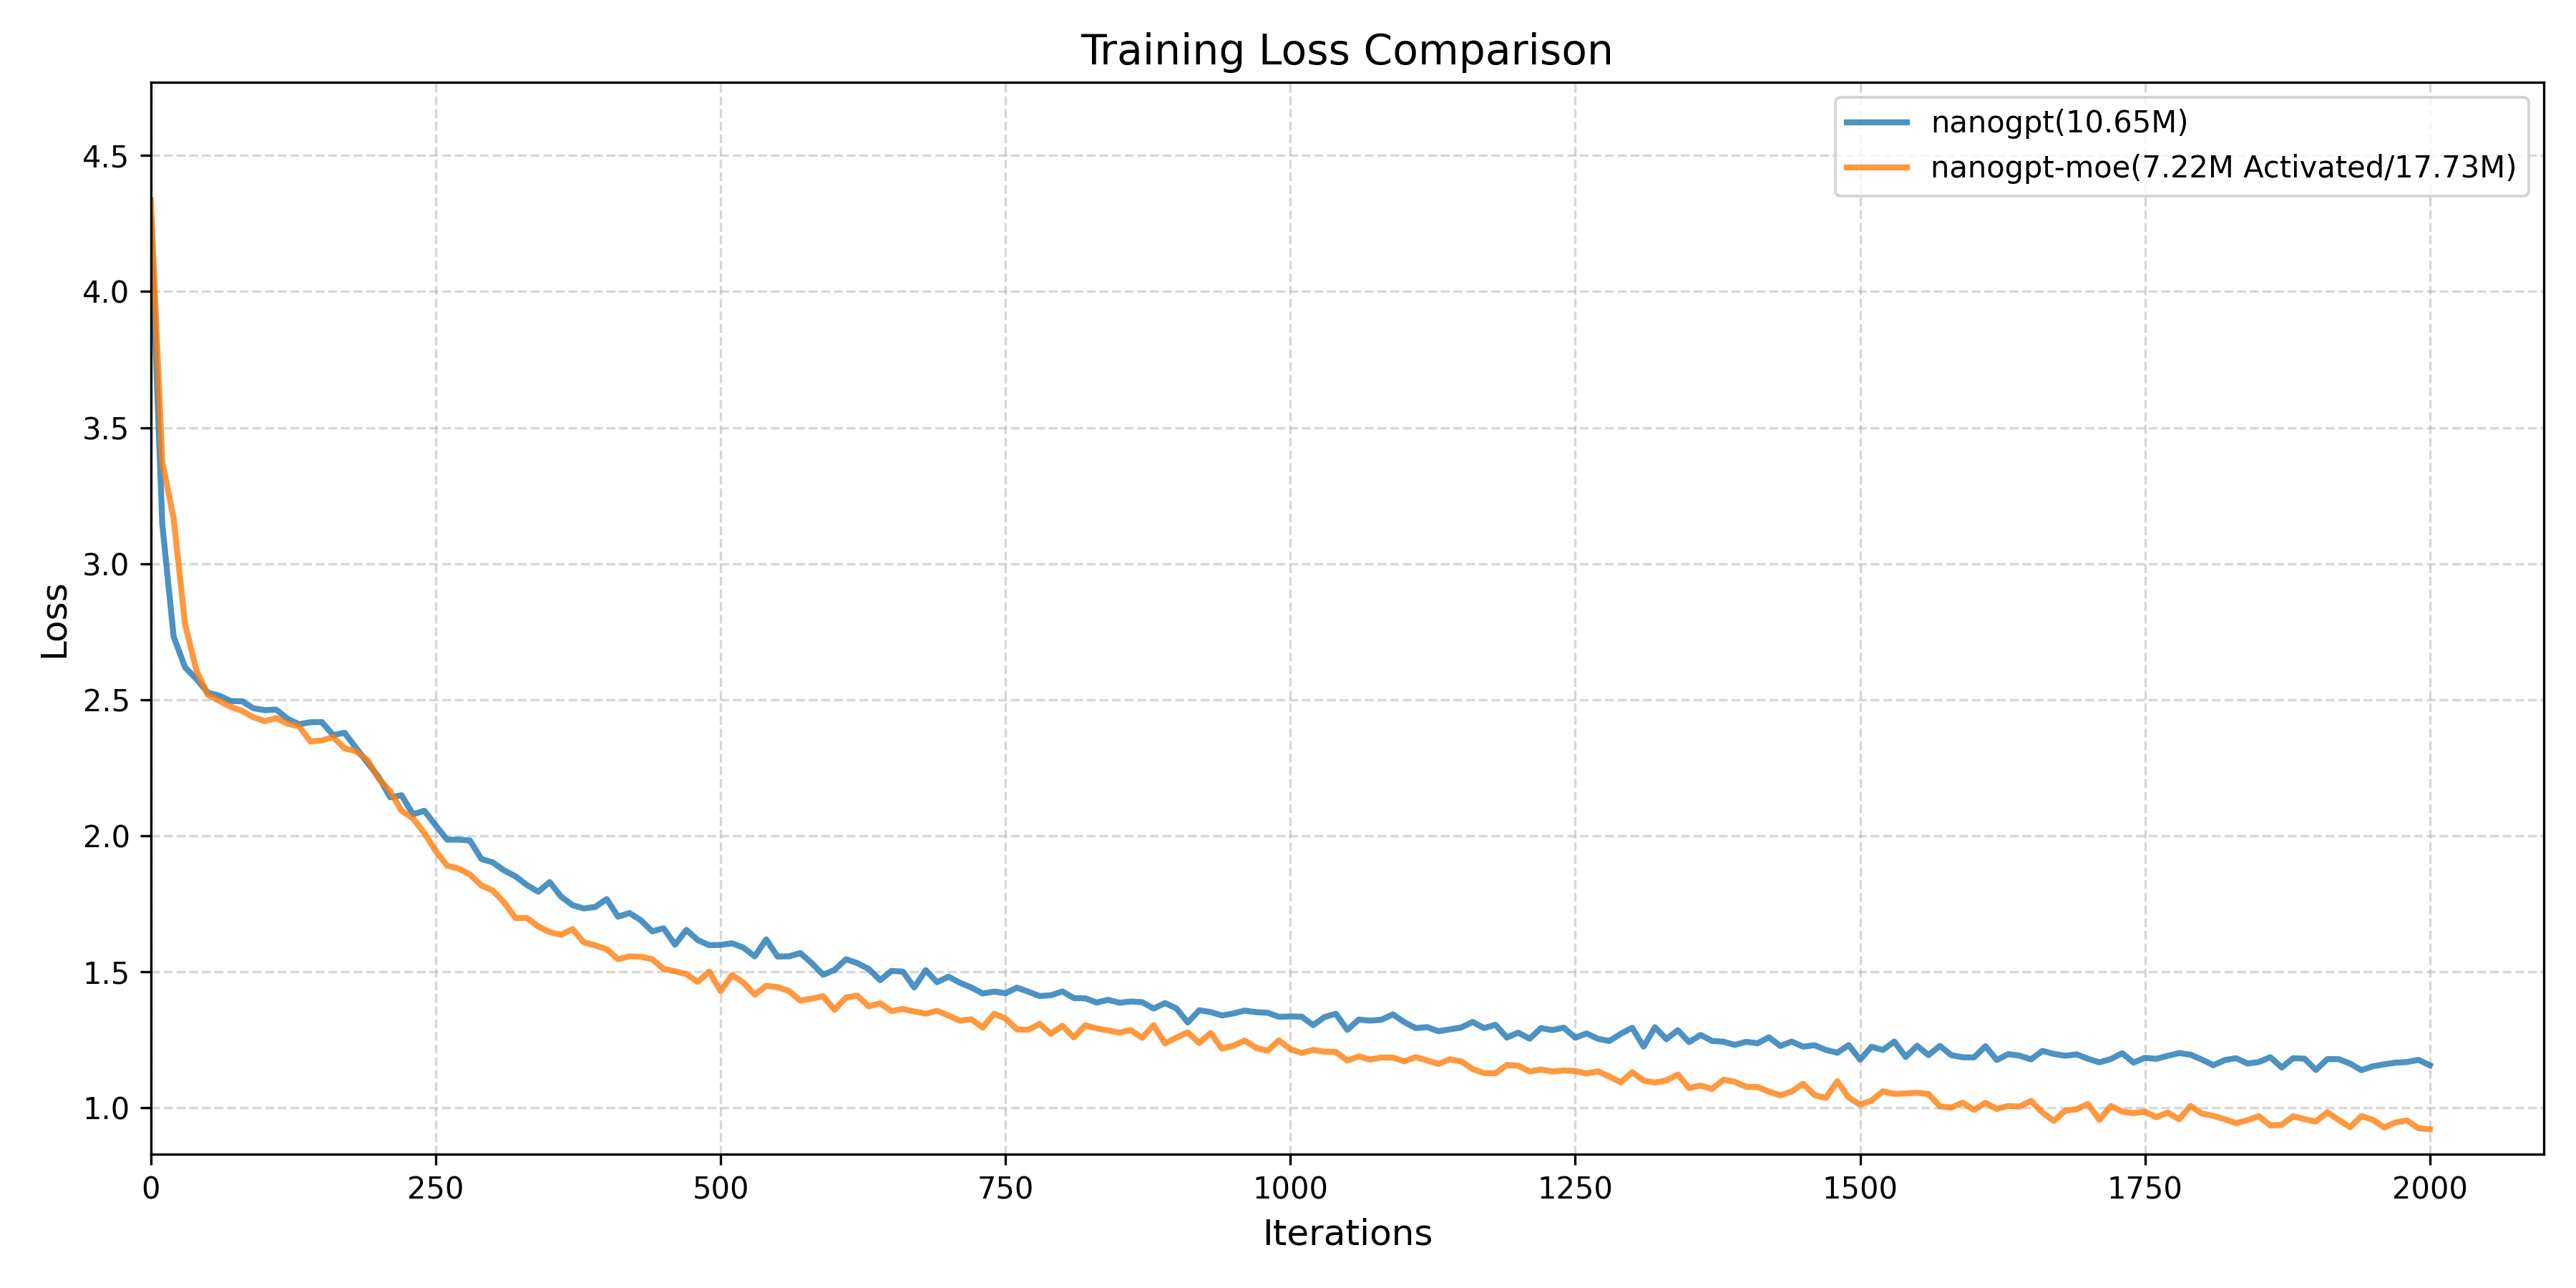 Training Loss Comparison
nanogpt(10.65M)
nanogpt-moe(7.22M Activated/17.73M)
Loss
4.5
4.0
3.5
3.0
2.5
2.0
1.5
1.0
0 250 500 750 1000 1250 1500 1750 2000
Iterations